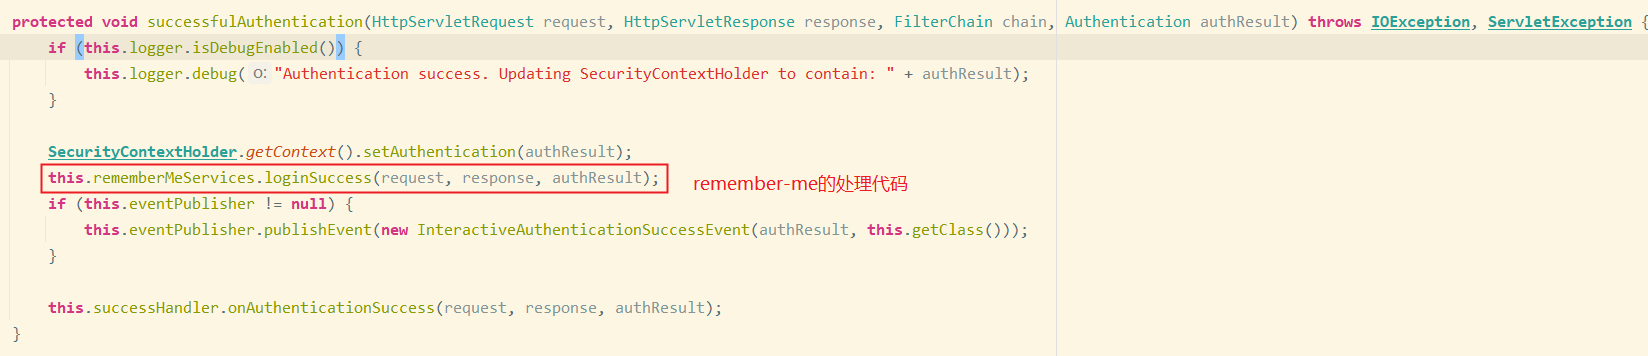 protected void successfulAuthentication(HttpServletRequest request, HttpServletResponse response, FilterChain chain, Authentication authResult) throws IOException, ServletException {
    if (this.logger.isDebugEnabled()) {
        this.logger.debug( o: "Authentication success. Updating SecurityContextHolder to contain: " + authResult);
    }

    SecurityContextHolder.getContext().setAuthentication(authResult);
    this.rememberMeServices.loginSuccess(request, response, authResult); remember-me的处理代码
    if (this.eventPublisher != null) {
        this.eventPublisher.publishEvent(new InteractiveAuthenticationSuccessEvent(authResult, this.getClass()));
    }

    this.successHandler.onAuthenticationSuccess(request, response, authResult);
}